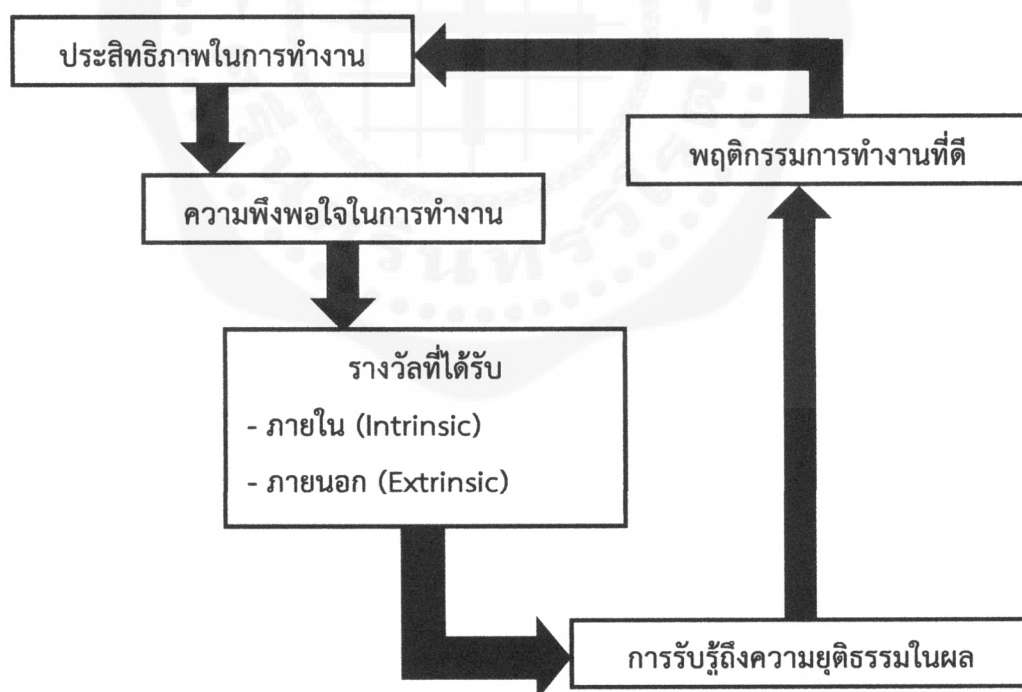 ประสิทธิภาพในการทำงาน
พฤติกรรมการทำงานที่ดี
ความพึงพอใจในการทำงาน
รางวัลที่ได้รับ
- ภายใน (Intrinsic)
- ภายนอก (Extrinsic)
การรับรู้ถึงความยุติธรรมในผล